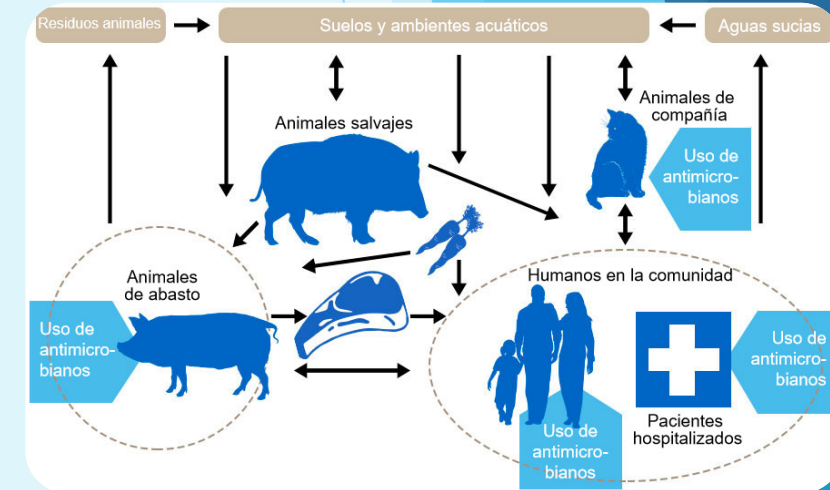 Residuos animales
Suelos y ambientes acuáticos
Aguas sucias
Animales salvajes
Animales de
compañía
Uso de
antimicro-
bianos
Animales
de abasto
Uso de
antimicro-
bianos
Humanos en la comunidad
Uso de
antimicro-
bianos
Pacientes
hospitalizados
Uso de
antimicro-
bianos